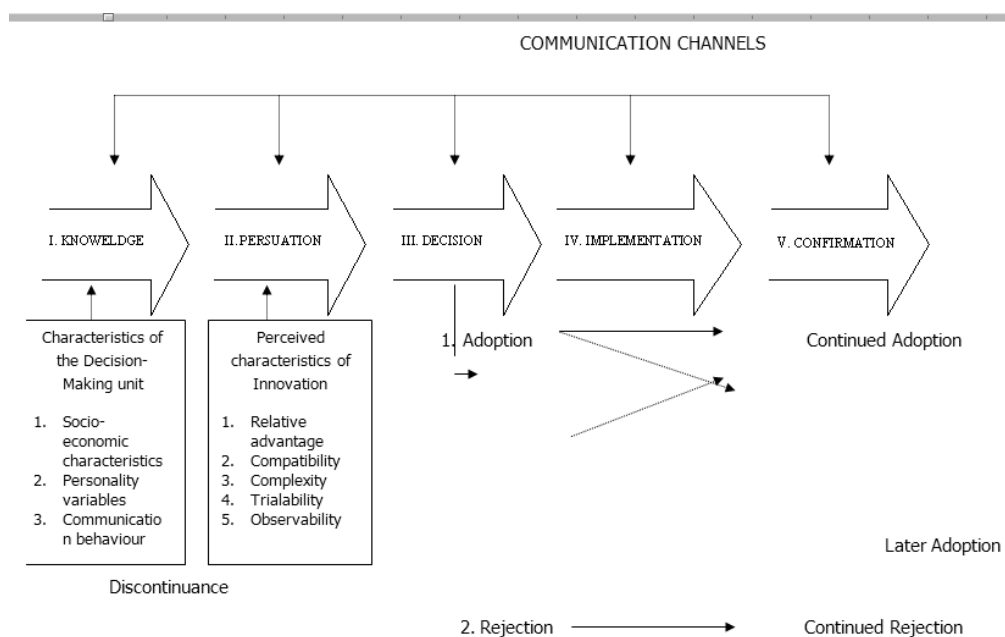 COMMUNICATION CHANNELS
I. KNOWELDGE
II.PERSUATION
III. DECISION
IV. IMPLEMENTATION
V. CONFIRMATION
Characteristics of
the Decision-
Making unit
1. Socio-
economic
characteristics
2. Personality
variables
3. Communicatio
n behaviour
Perceived
characteristics of
Innovation
1. Relative
advantage
2. Compatibility
3. Complexity
4. Trialability
5. Observability
1. Adoption
Continued Adoption
Later Adoption
Discontinuance
2. Rejection
Continued Rejection